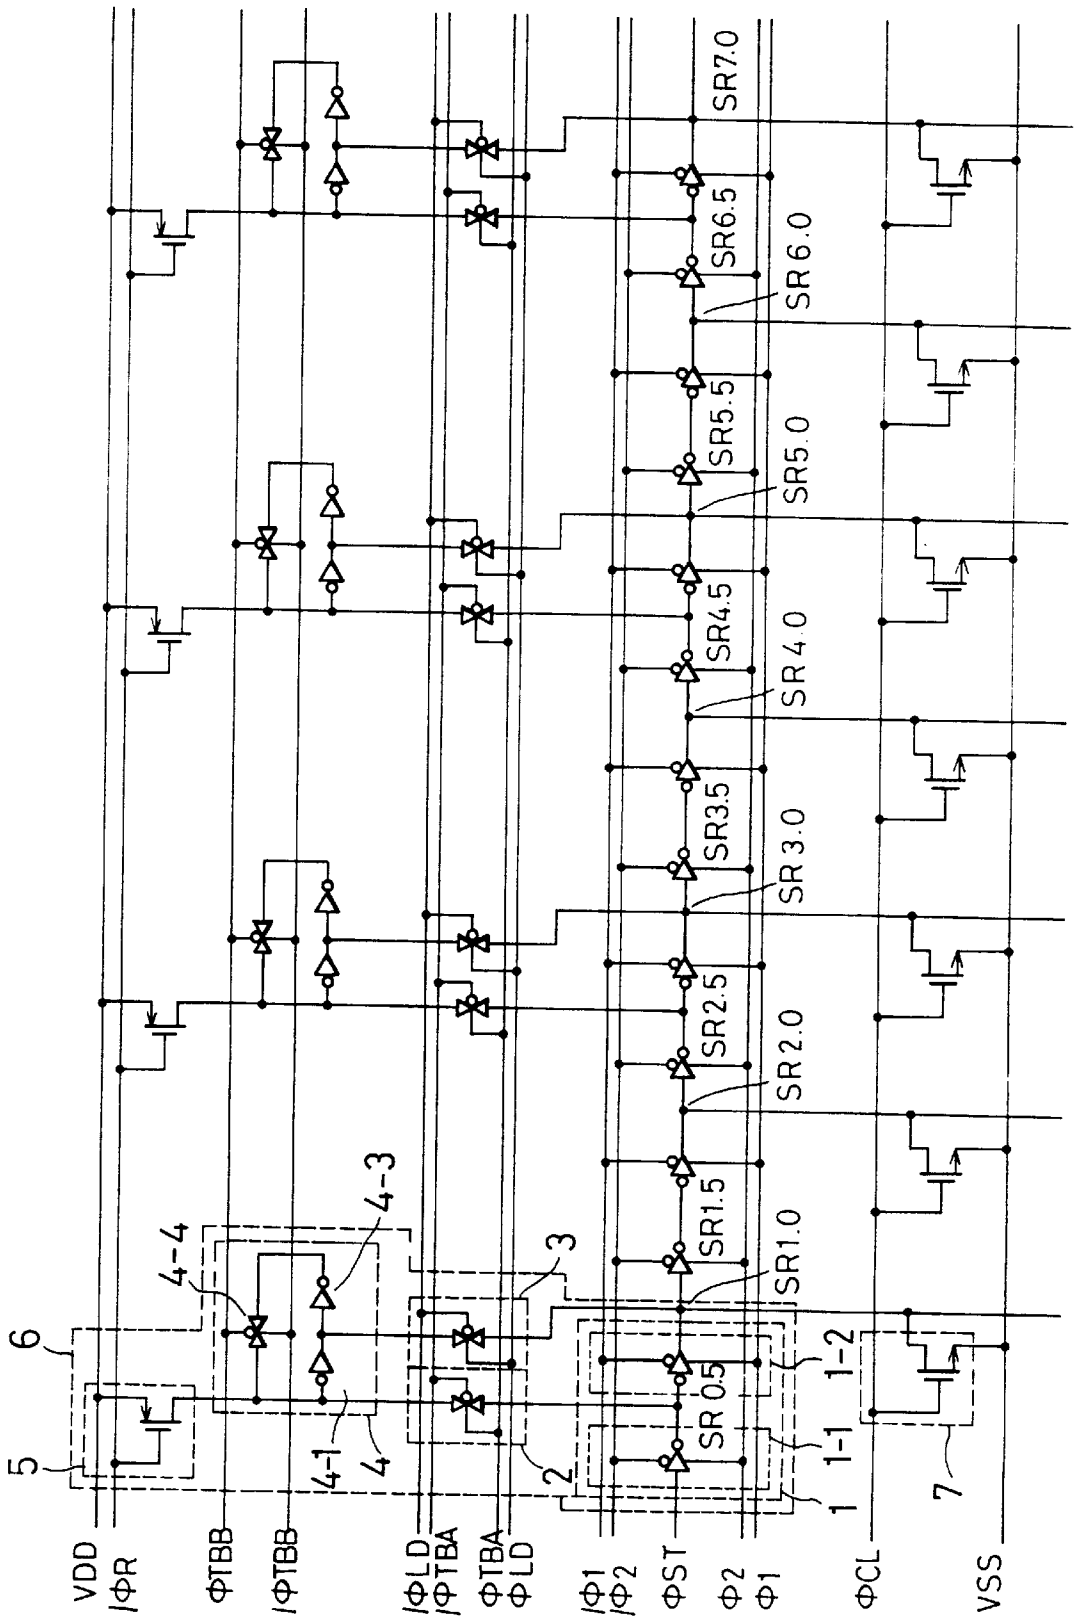 VDD
/ΦR
ΦTBB
/ΦTBB
/ΦLD
/ΦTBA
ΦTBA
ΦLD
/Φ1
/Φ2
ΦST
Φ2
Φ1
ΦCL
VSS
5
6
4-4
4-3
4-1
4
2
3
1
1-1
1-2
7
SR0.5
SR1.0
SR1.5
SR2.0
SR2.5
SR3.0
SR3.5
SR4.0
SR4.5
SR5.0
SR5.5
SR6.0
SR6.5
SR7.0